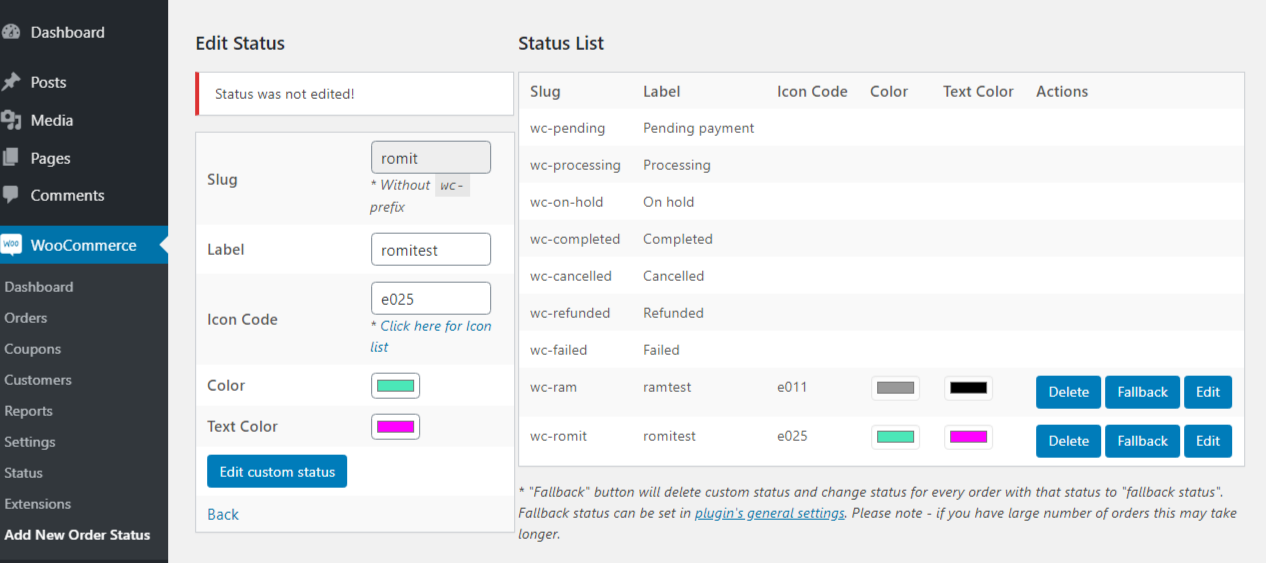 Dashboard
Posts
Media
Pages
Comments
woo WooCommerce
Dashboard
Orders
Coupons
Customers
Reports
Settings
Status
Extensions
Add New Order Status
Edit Status
Status was not edited!
Slug romit
* Without wc-
prefix
Label romitest
Icon Code e025
* Click here for Icon
list
Color
Text Color
Edit custom status
Back
Status List
Slug Label Icon Code Color Text Color Actions
wc-pending Pending payment
wc-processing Processing
wc-on-hold On hold
wc-completed Completed
wc-cancelled Cancelled
wc-refunded Refunded
wc-failed Failed
wc-ram ramtest e011 Delete Fallback Edit
wc-romit romitest e025 Delete Fallback Edit
* "Fallback" button will delete custom status and change status for every order with that status to "fallback status".
Fallback status can be set in plugin's general settings. Please note - if you have large number of orders this may take
longer.